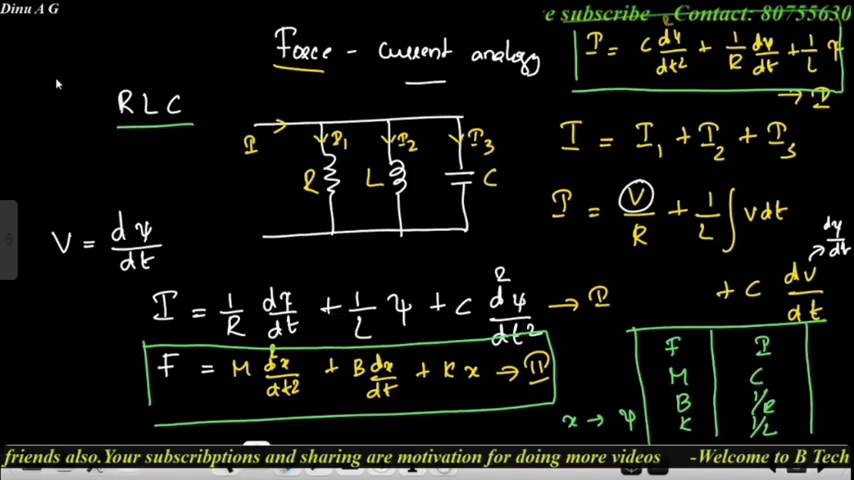 Dinu A G
e subscribe - Contact: 80755630
Force - current analogy
I = C d²ψ/dt² + 1/R dψ/dt + 1/L ψ
→ I
RLC
I
I₁
I₂
I₃
R
L
C
I = I₁ + I₂ + I₃
I = V/R + 1/L ∫ v dt
+ C dv/dt
dψ/dt
V = dψ/dt
I = 1/R dψ/dt + 1/L ψ + C d²ψ/dt² → I
F = M d²x/dt² + B dx/dt + K x → II
F I
M C
B 1/R
K 1/L
x → ψ
friends also.Your subscribptions and sharing are motivation for doing more videos -Welcome to B Tech